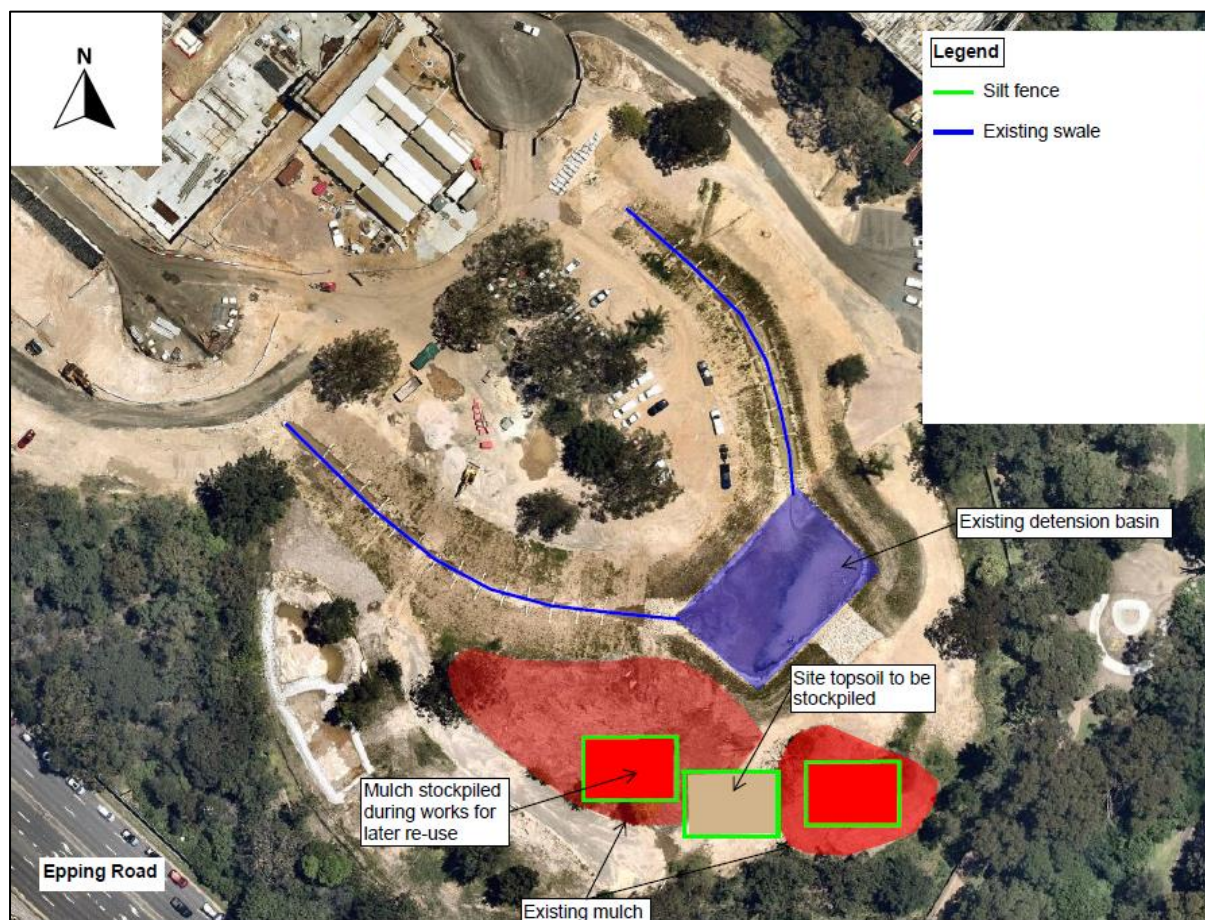 N
Legend
Silt fence
Existing swale
Existing detension basin
Site topsoil to be
stockpiled
Mulch stockpiled
during works for
later re-use
Epping Road
Existing mulch